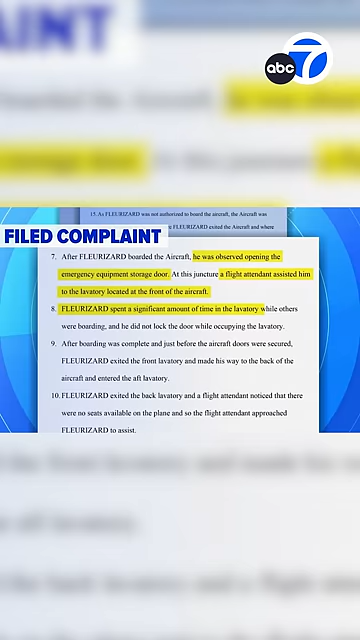 AINT
abc 7
15. As FLEURIZARD was not authorized to board the aircraft, the Aircraft was
FLEURIZARD exited the Aircraft and where
FILED COMPLAINT
7. After FLEURIZARD boarded the Aircraft, he was observed opening the
emergency equipment storage door. At this juncture a flight attendant assisted him
to the lavatory located at the front of the aircraft.
8. FLEURIZARD spent a significant amount of time in the lavatory while others
were boarding, and he did not lock the door while occupying the lavatory.
9. After boarding was complete and just before the aircraft doors were secured,
FLEURIZARD exited the front lavatory and made his way to the back of the
aircraft and entered the aft lavatory.
10. FLEURIZARD exited the back lavatory and a flight attendant noticed that there
were no seats available on the plane and so the flight attendant approached
FLEURIZARD to assist.